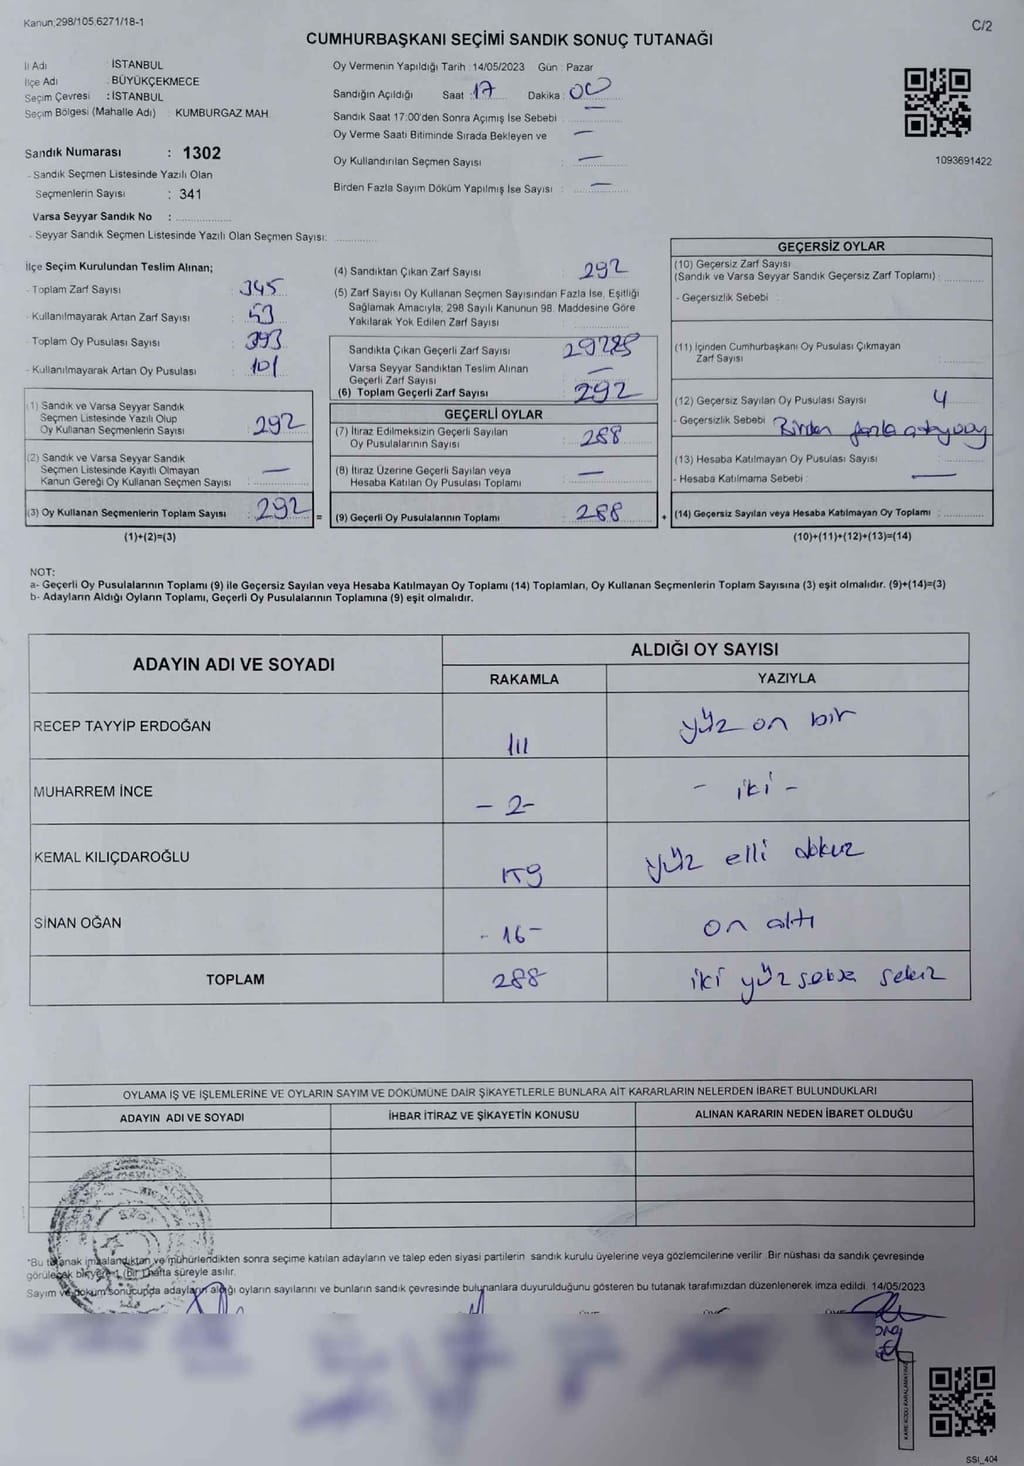 Kanun;298/105,6271/18-1
C/2
CUMHURBAŞKANI SEÇİMİ SANDIK SONUÇ TUTANAĞI
İl Adı : İSTANBUL
İlçe Adı : BÜYÜKÇEKMECE
Seçim Çevresi : İSTANBUL
Seçim Bölgesi (Mahalle Adı) : KUMBURGAZ MAH.
Sandık Numarası : 1302
- Sandık Seçmen Listesinde Yazılı Olan
Seçmenlerin Sayısı : 341
Varsa Seyyar Sandık No :
- Seyyar Sandık Seçmen Listesinde Yazılı Olan Seçmen Sayısı:
Oy Vermenin Yapıldığı Tarih : 14/05/2023 Gün : Pazar
Sandığın Açıldığı Saat : 17 Dakika : 00
Sandık Saat 17:00'den Sonra Açımış İse Sebebi : —
Oy Verme Saati Bitiminde Sırada Bekleyen ve —
Oy Kullandırılan Seçmen Sayısı : —
Birden Fazla Sayım Döküm Yapılmış İse Sayısı : —
1093691422
İlçe Seçim Kurulundan Teslim Alınan;
- Toplam Zarf Sayısı : 345
- Kullanılmayarak Artan Zarf Sayısı : 53
- Toplam Oy Pusulası Sayısı : 393
- Kullanılmayarak Artan Oy Pusulası : 101
(1) Sandık ve Varsa Seyyar Sandık
Seçmen Listesinde Yazılı Olup
Oy Kullanan Seçmenlerin Sayısı : 292
(2) Sandık ve Varsa Seyyar Sandık
Seçmen Listesinde Kayıtlı Olmayan
Kanun Gereği Oy Kullanan Seçmen Sayısı : —
(3) Oy Kullanan Seçmenlerin Toplam Sayısı : 292
(1)+(2)=(3)
(4) Sandıktan Çıkan Zarf Sayısı : 292
(5) Zarf Sayısı Oy Kullanan Seçmen Sayısından Fazla İse, Eşitliği
Sağlamak Amacıyla; 298 Sayılı Kanunun 98. Maddesine Göre
Yakılarak Yok Edilen Zarf Sayısı :
Sandıkta Çıkan Geçerli Zarf Sayısı : 292
Varsa Seyyar Sandıktan Teslim Alınan
Geçerli Zarf Sayısı : —
(6) Toplam Geçerli Zarf Sayısı : 292
GEÇERLİ OYLAR
(7) İtiraz Edilmeksizin Geçerli Sayılan
Oy Pusulalarının Sayısı : 288
(8) İtiraz Üzerine Geçerli Sayılan veya
Hesaba Katılan Oy Pusulası Toplamı : —
= (9) Geçerli Oy Pusulalarının Toplamı : 288
GEÇERSİZ OYLAR
(10) Geçersiz Zarf Sayısı
(Sandık ve Varsa Seyyar Sandık Geçersiz Zarf Toplamı) :
- Geçersizlik Sebebi :
(11) İçinden Cumhurbaşkanı Oy Pusulası Çıkmayan
Zarf Sayısı :
(12) Geçersiz Sayılan Oy Pusulası Sayısı : 4
- Geçersizlik Sebebi : Birden fazla
(13) Hesaba Katılmayan Oy Pusulası Sayısı :
- Hesaba Katılmama Sebebi : —
+ (14) Geçersiz Sayılan veya Hesaba Katılmayan Oy Toplamı :
(10)+(11)+(12)+(13)=(14)
NOT:
a- Geçerli Oy Pusulalarının Toplamı (9) ile Geçersiz Sayılan veya Hesaba Katılmayan Oy Toplamı (14) Toplamları, Oy Kullanan Seçmenlerin Toplam Sayısına (3) eşit olmalıdır. (9)+(14)=(3)
b- Adayların Aldığı Oyların Toplamı, Geçerli Oy Pusulalarının Toplamına (9) eşit olmalıdır.
ADAYIN ADI VE SOYADI ALDIĞI OY SAYISI
RAKAMLA YAZIYLA
RECEP TAYYİP ERDOĞAN 111 yüz on bir
MUHARREM İNCE - 2 - - iki -
KEMAL KILIÇDAROĞLU 159 yüz elli dokuz
SİNAN OĞAN - 16 - on altı
TOPLAM 288 iki yüz seksen sekiz
OYLAMA İŞ VE İŞLEMLERİNE VE OYLARIN SAYIM VE DÖKÜMÜNE DAİR ŞİKAYETLERLE BUNLARA AİT KARARLARIN NELERDEN İBARET BULUNDUKLARI
ADAYIN ADI VE SOYADI İHBAR İTİRAZ VE ŞİKAYETİN KONUSU ALINAN KARARIN NEDEN İBARET OLDUĞU
*Bu tutanak imzalandıktan ve mühürlendikten sonra seçime katılan adayların ve talep eden siyasi partilerin sandık kurulu üyelerine veya gözlemcilerine verilir. Bir nüshası da sandık çevresinde
görülecek bir yere 1 (bir) hafta süreyle asılır.
Sayım ve döküm sonucunda adayların aldığı oyların sayılarını ve bunların sandık çevresinde bulunanlara duyurulduğunu gösteren bu tutanak tarafımızdan düzenlenerek imza edildi. 14/05/2023
KARE KODU KARALAMAYINIZ
SSI_404